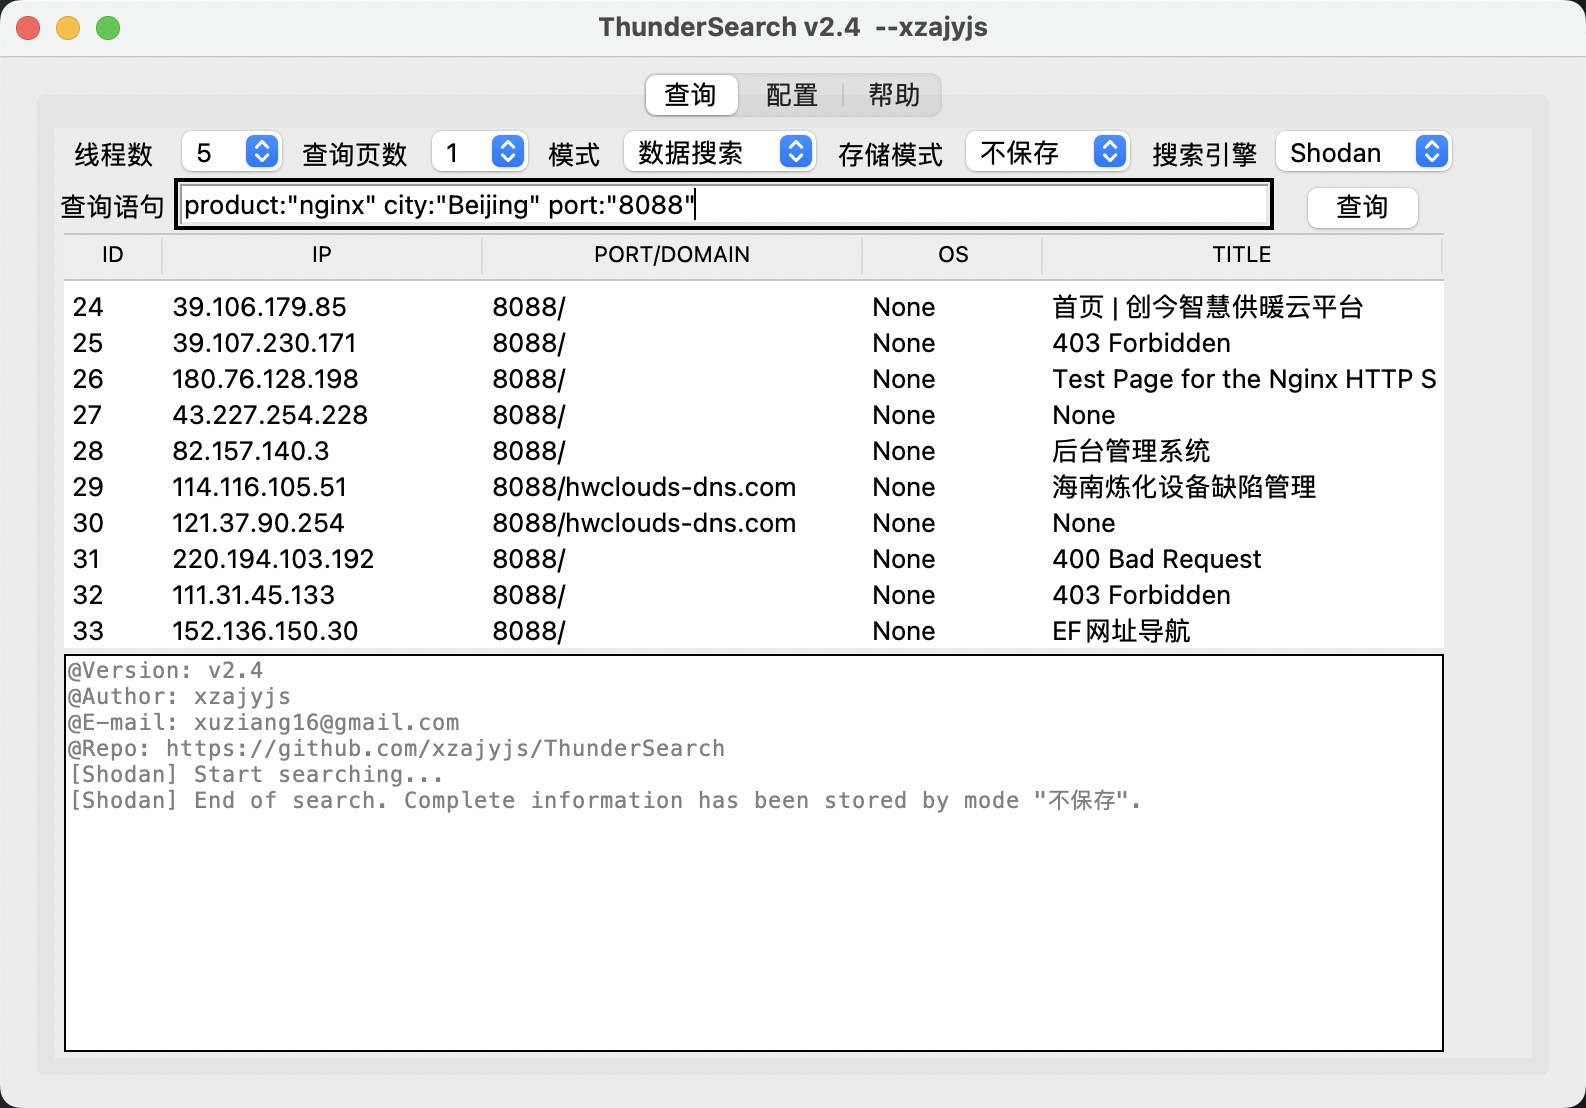 ThunderSearch v2.4 --xzajyjs
查询 配置 帮助
线程数 5 查询页数 1 模式 数据搜索 存储模式 不保存 搜索引擎 Shodan
查询语句 product:"nginx" city:"Beijing" port:"8088" 查询
ID IP PORT/DOMAIN OS TITLE
24 39.106.179.85 8088/ None 首页 | 创今智慧供暖云平台
25 39.107.230.171 8088/ None 403 Forbidden
26 180.76.128.198 8088/ None Test Page for the Nginx HTTP S
27 43.227.254.228 8088/ None None
28 82.157.140.3 8088/ None 后台管理系统
29 114.116.105.51 8088/hwclouds-dns.com None 海南炼化设备缺陷管理
30 121.37.90.254 8088/hwclouds-dns.com None None
31 220.194.103.192 8088/ None 400 Bad Request
32 111.31.45.133 8088/ None 403 Forbidden
33 152.136.150.30 8088/ None EF网址导航
@Version: v2.4
@Author: xzajyjs
@E-mail: xuziang16@gmail.com
@Repo: https://github.com/xzajyjs/ThunderSearch
[Shodan] Start searching...
[Shodan] End of search. Complete information has been stored by mode "不保存".